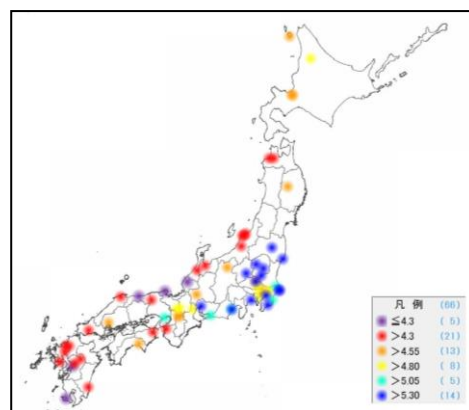 凡 例 (66)
≦4.3 ( 5)
＞4.3 (21)
＞4.55 (13)
＞4.80 ( 8)
＞5.05 ( 5)
＞5.30 (14)